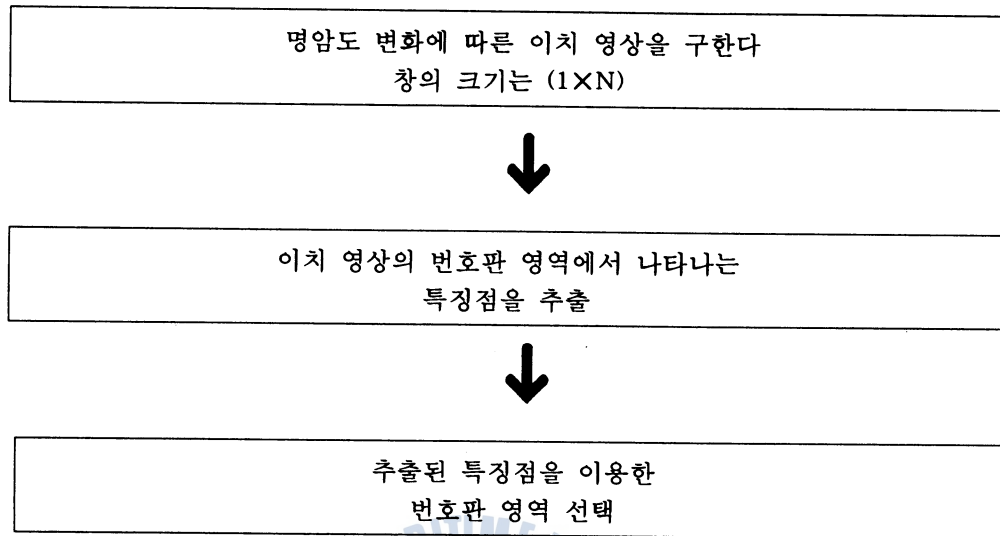 명암도 변화에 따른 이치 영상을 구한다
창의 크기는 (1×N)
이치 영상의 번호판 영역에서 나타나는
특징점을 추출
추출된 특징점을 이용한
번호판 영역 선택